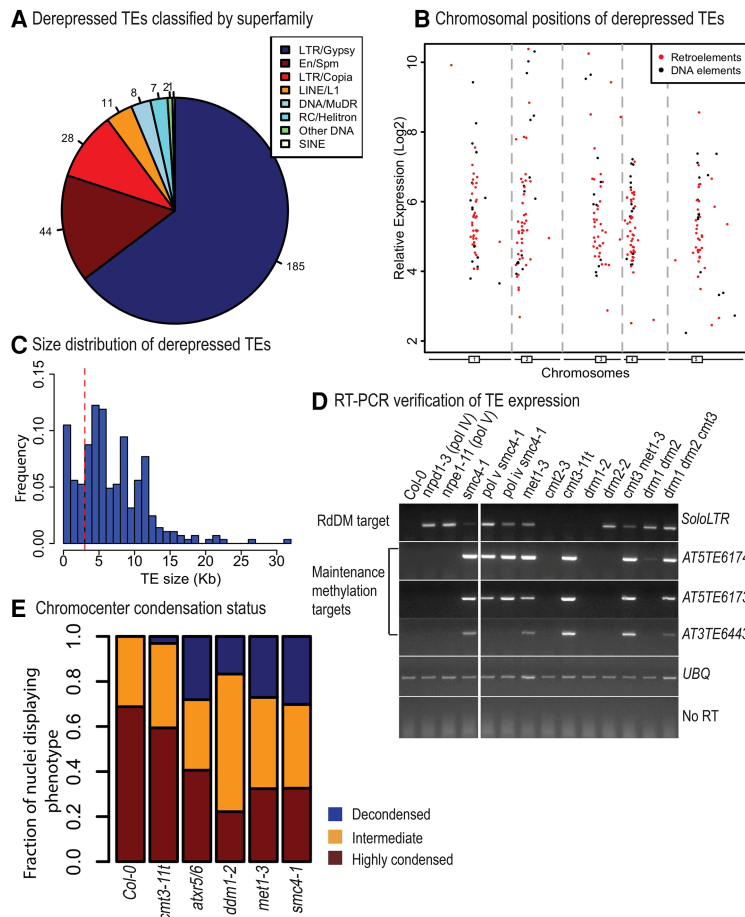 A Derepressed TEs classified by superfamily
LTR/Gypsy
En/Spm
LTR/Copia
LINE/L1
DNA/MuDR
RC/Helitron
Other DNA
SINE
185
44
28
11
8
7
2
1
B Chromosomal positions of derepressed TEs
Retroelements
DNA elements
Relative Expression (Log2)
10
8
6
4
2
1
2
3
4
5
Chromosomes
C Size distribution of derepressed TEs
Frequency
0.15
0.10
0.05
0.00
0 5 10 15 20 25 30
TE size (Kb)
D RT-PCR verification of TE expression
Col-0
nrpd1-3 (pol IV)
nrpe1-11 (pol V)
smc4-1
pol v smc4-1
pol iv smc4-1
met1-3
cmt2-3
cmt3-11t
drm1-2
drm2-2
cmt3 met1-3
drm1 drm2
drm1 drm2 cmt3
RdDM target
Maintenance
methylation
targets
SoloLTR
AT5TE6174
AT5TE6173
AT3TE6443
UBQ
No RT
E Chromocenter condensation status
Fraction of nuclei displaying
phenotype
1.0
0.8
0.6
0.4
0.2
0.0
Col-0
cmt3-11t
atxr5/6
ddm1-2
met1-3
smc4-1
Decondensed
Intermediate
Highly condensed